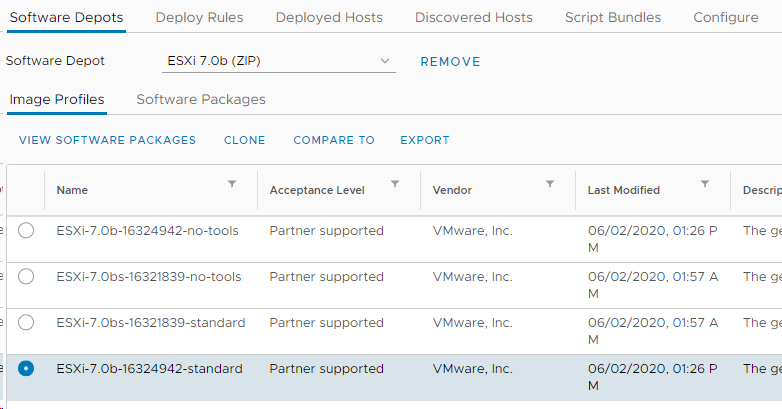 Software Depots Deploy Rules Deployed Hosts Discovered Hosts Script Bundles Configure
Software Depot ESXi 7.0b (ZIP) REMOVE
Image Profiles Software Packages
VIEW SOFTWARE PACKAGES CLONE COMPARE TO EXPORT
Name Acceptance Level Vendor Last Modified Descrip
ESXi-7.0b-16324942-no-tools Partner supported VMware, Inc. 06/02/2020, 01:26 P The ge
M
ESXi-7.0bs-16321839-no-tools Partner supported VMware, Inc. 06/02/2020, 01:57 A The ge
M
ESXi-7.0bs-16321839-standard Partner supported VMware, Inc. 06/02/2020, 01:57 A The ge
M
ESXi-7.0b-16324942-standard Partner supported VMware, Inc. 06/02/2020, 01:26 P The ge
M